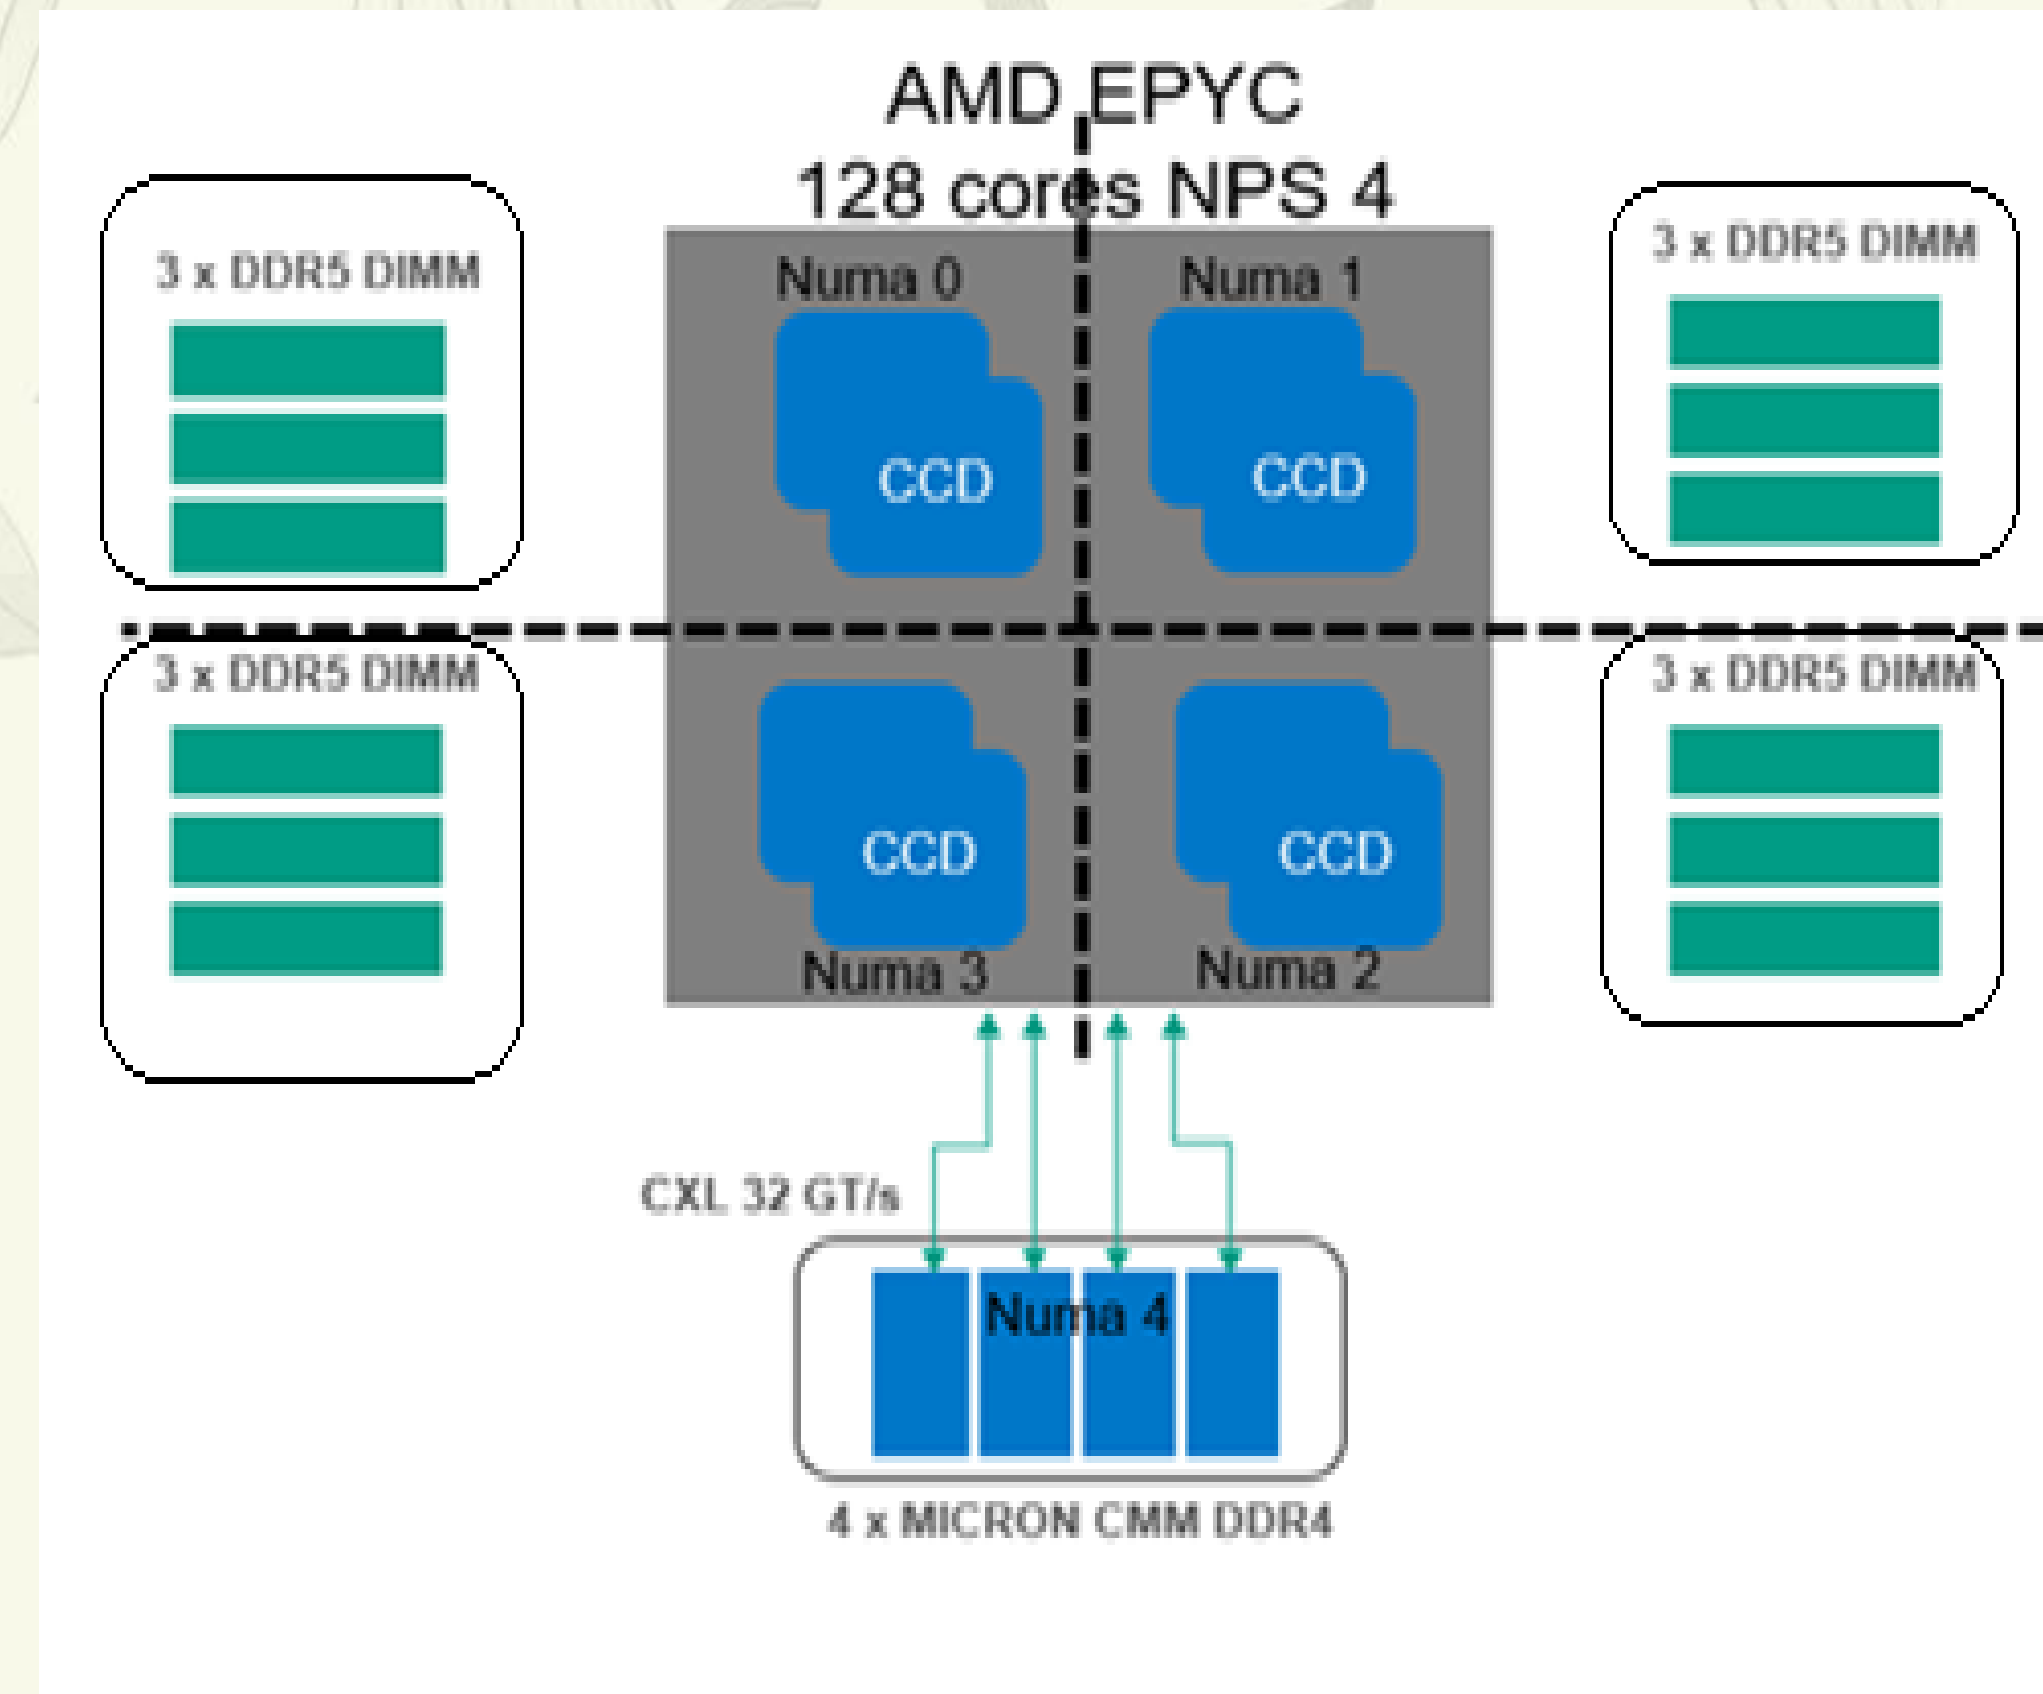 AMD EPYC
128 cores NPS 4
3 x DDR5 DIMM
Numa 0
Numa 1
3 x DDR5 DIMM
CCD
CCD
3 x DDR5 DIMM
3 x DDR5 DIMM
CCD
CCD
Numa 3
Numa 2
CXL 32 GT/s
Numa 4
4 x MICRON CMM DDR4